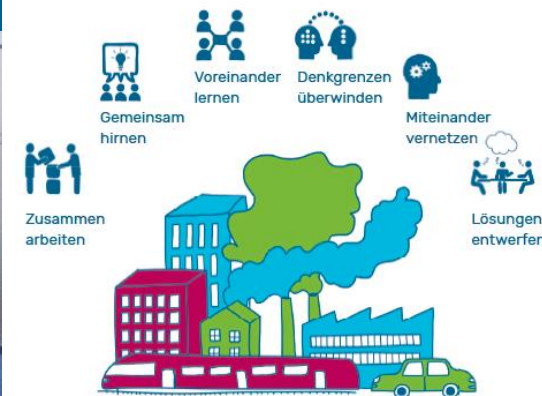 Voreinander
lernen
Denkgrenzen
überwinden
Gemeinsam
hirnen
Miteinander
vernetzen
Zusammen
arbeiten
Lösungen
entwerfen